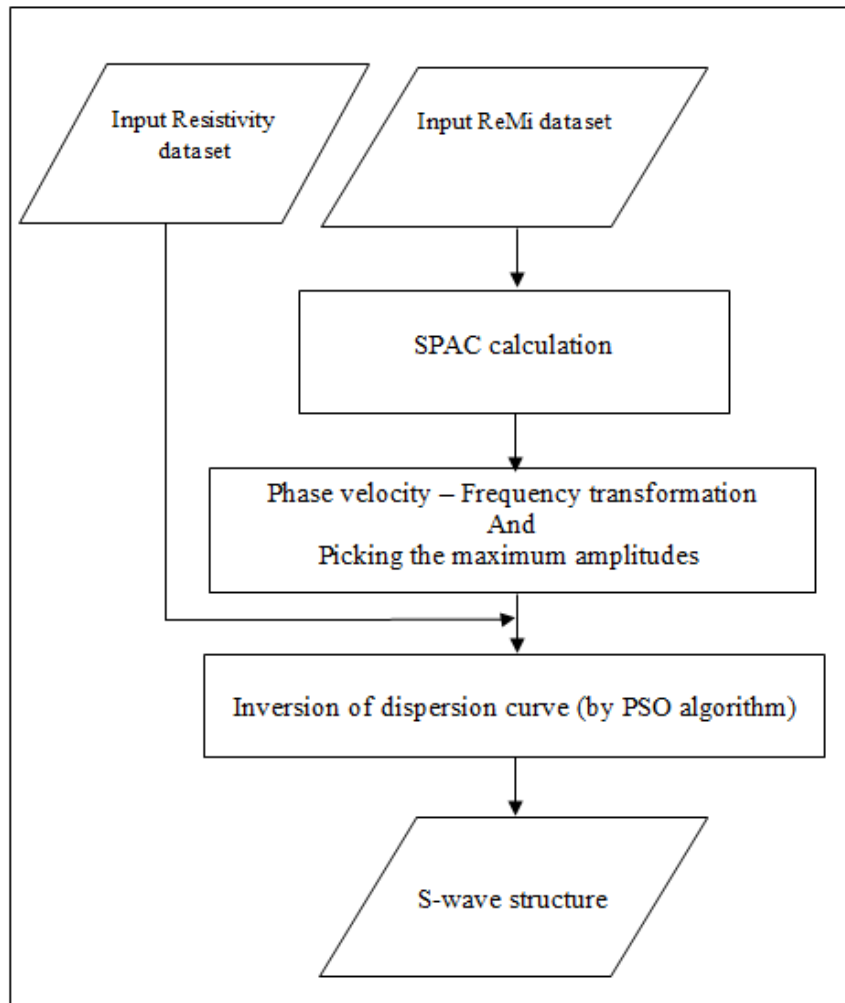 Input Resistivity
dataset
Input ReMi dataset
SPAC calculation
Phase velocity – Frequency transformation
And
Picking the maximum amplitudes
Inversion of dispersion curve (by PSO algorithm)
S-wave structure